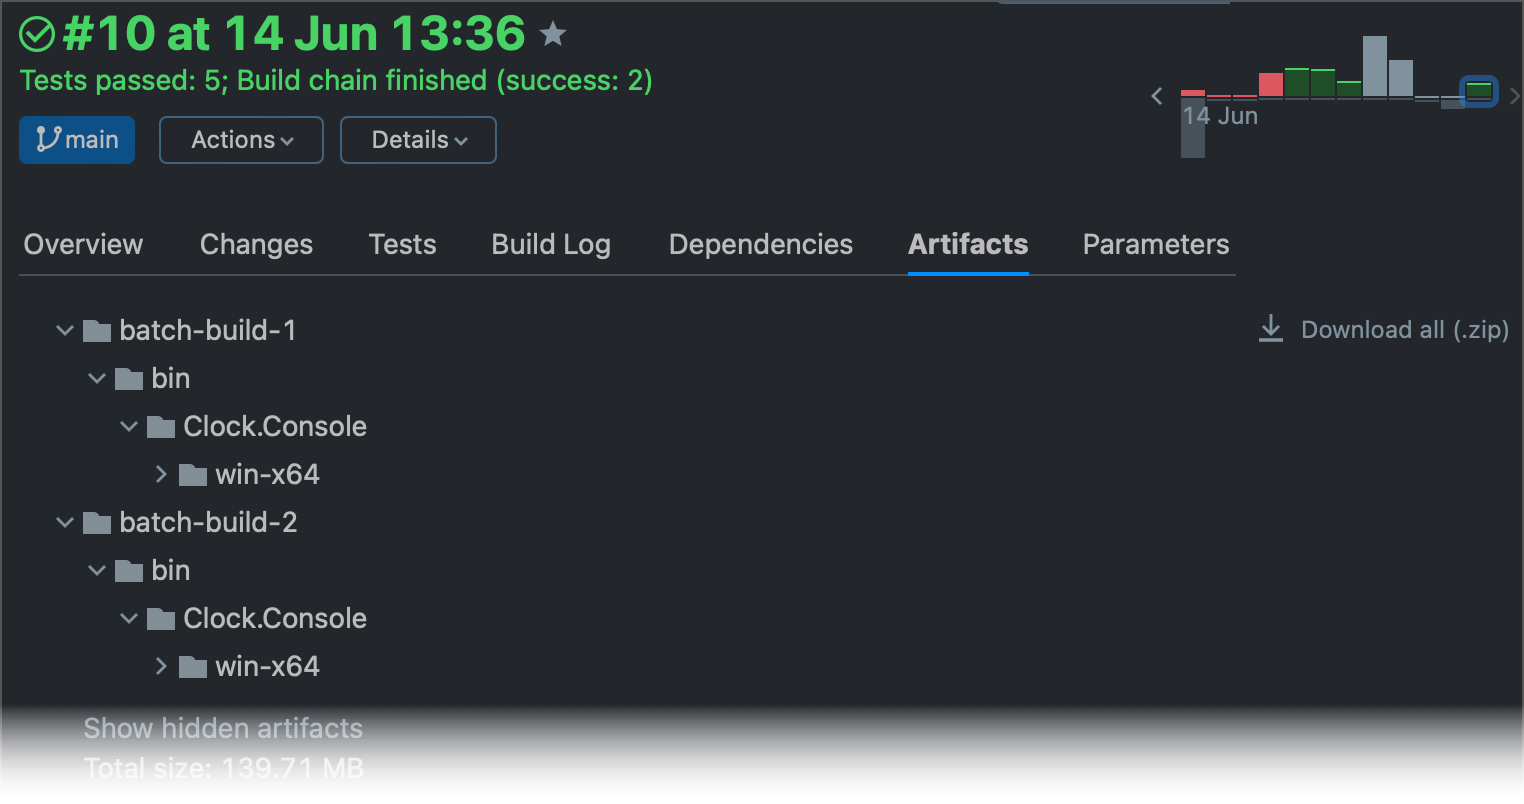 #10 at 14 Jun 13:36
Tests passed: 5; Build chain finished (success: 2)
main Actions Details
14 Jun
Overview Changes Tests Build Log Dependencies Artifacts Parameters
batch-build-1
Download all (.zip)
bin
Clock.Console
win-x64
batch-build-2
bin
Clock.Console
win-x64
Show hidden artifacts
Total size: 139.71 MB